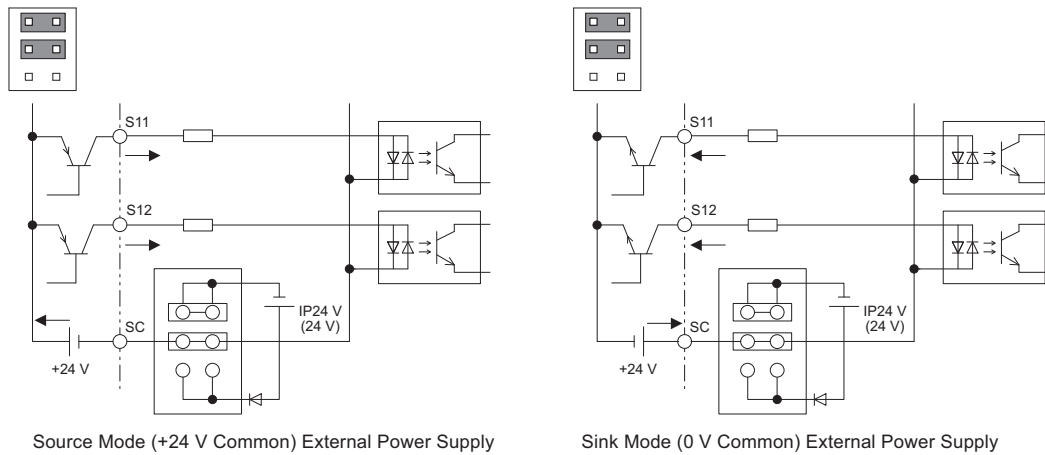 S11
S12
SC
IP24 V
(24 V)
+24 V
Source Mode (+24 V Common) External Power Supply
S11
S12
SC
IP24 V
(24 V)
+24 V
Sink Mode (0 V Common) External Power Supply